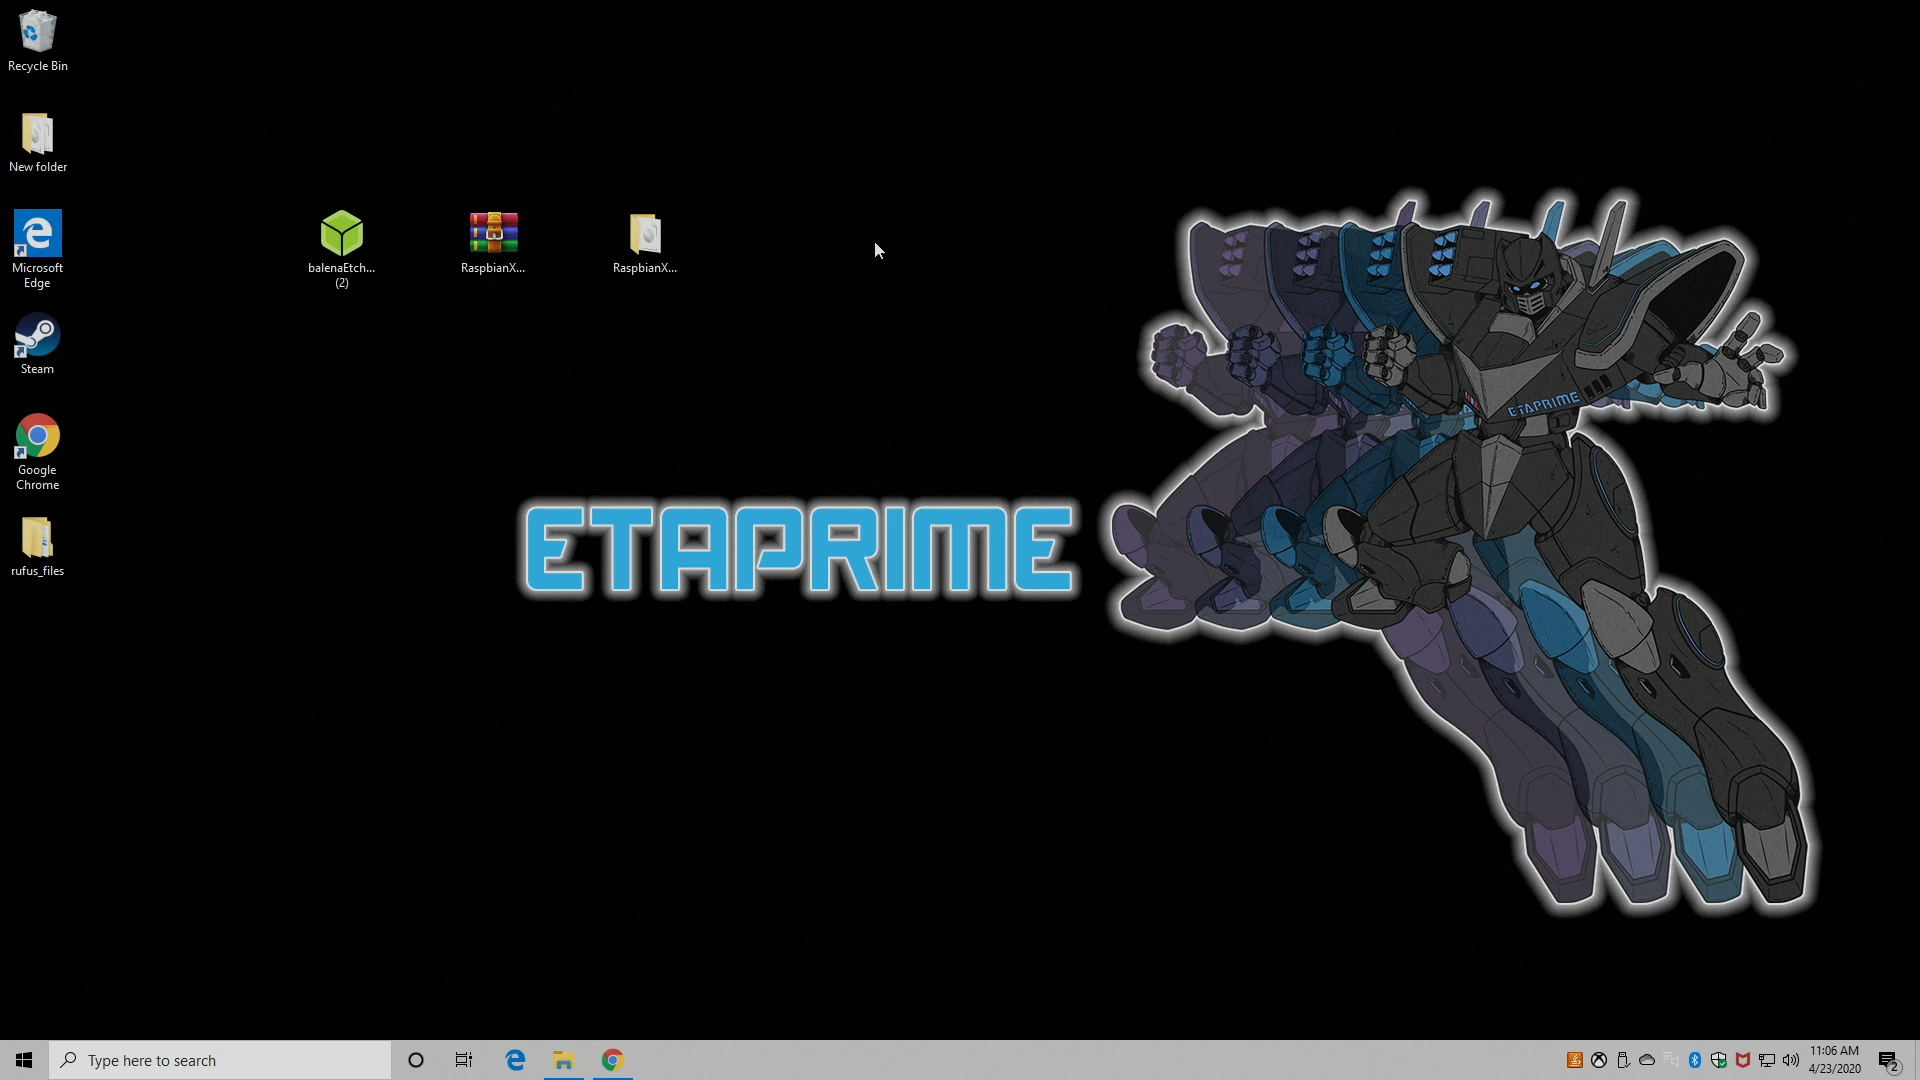 Recycle Bin
New folder
Microsoft
Edge
Steam
Google
Chrome
rufus_files
balenaEtch...
(2)
RaspbianX...
RaspbianX...
ETAPRIME
ETAPRIME
Type here to search
11:06 AM
4/23/2020
2